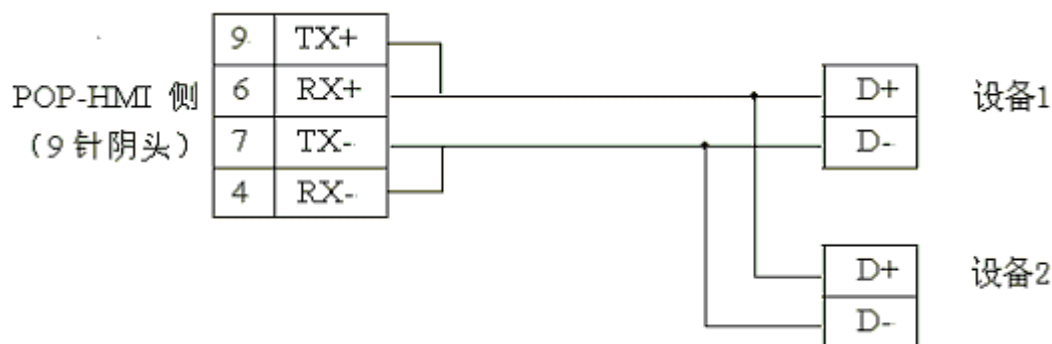 9 TX+
POP-HMI 侧 6 RX+ D+ 设备1
(9针阴头) 7 TX- D-
4 RX-
D+ 设备2
D-